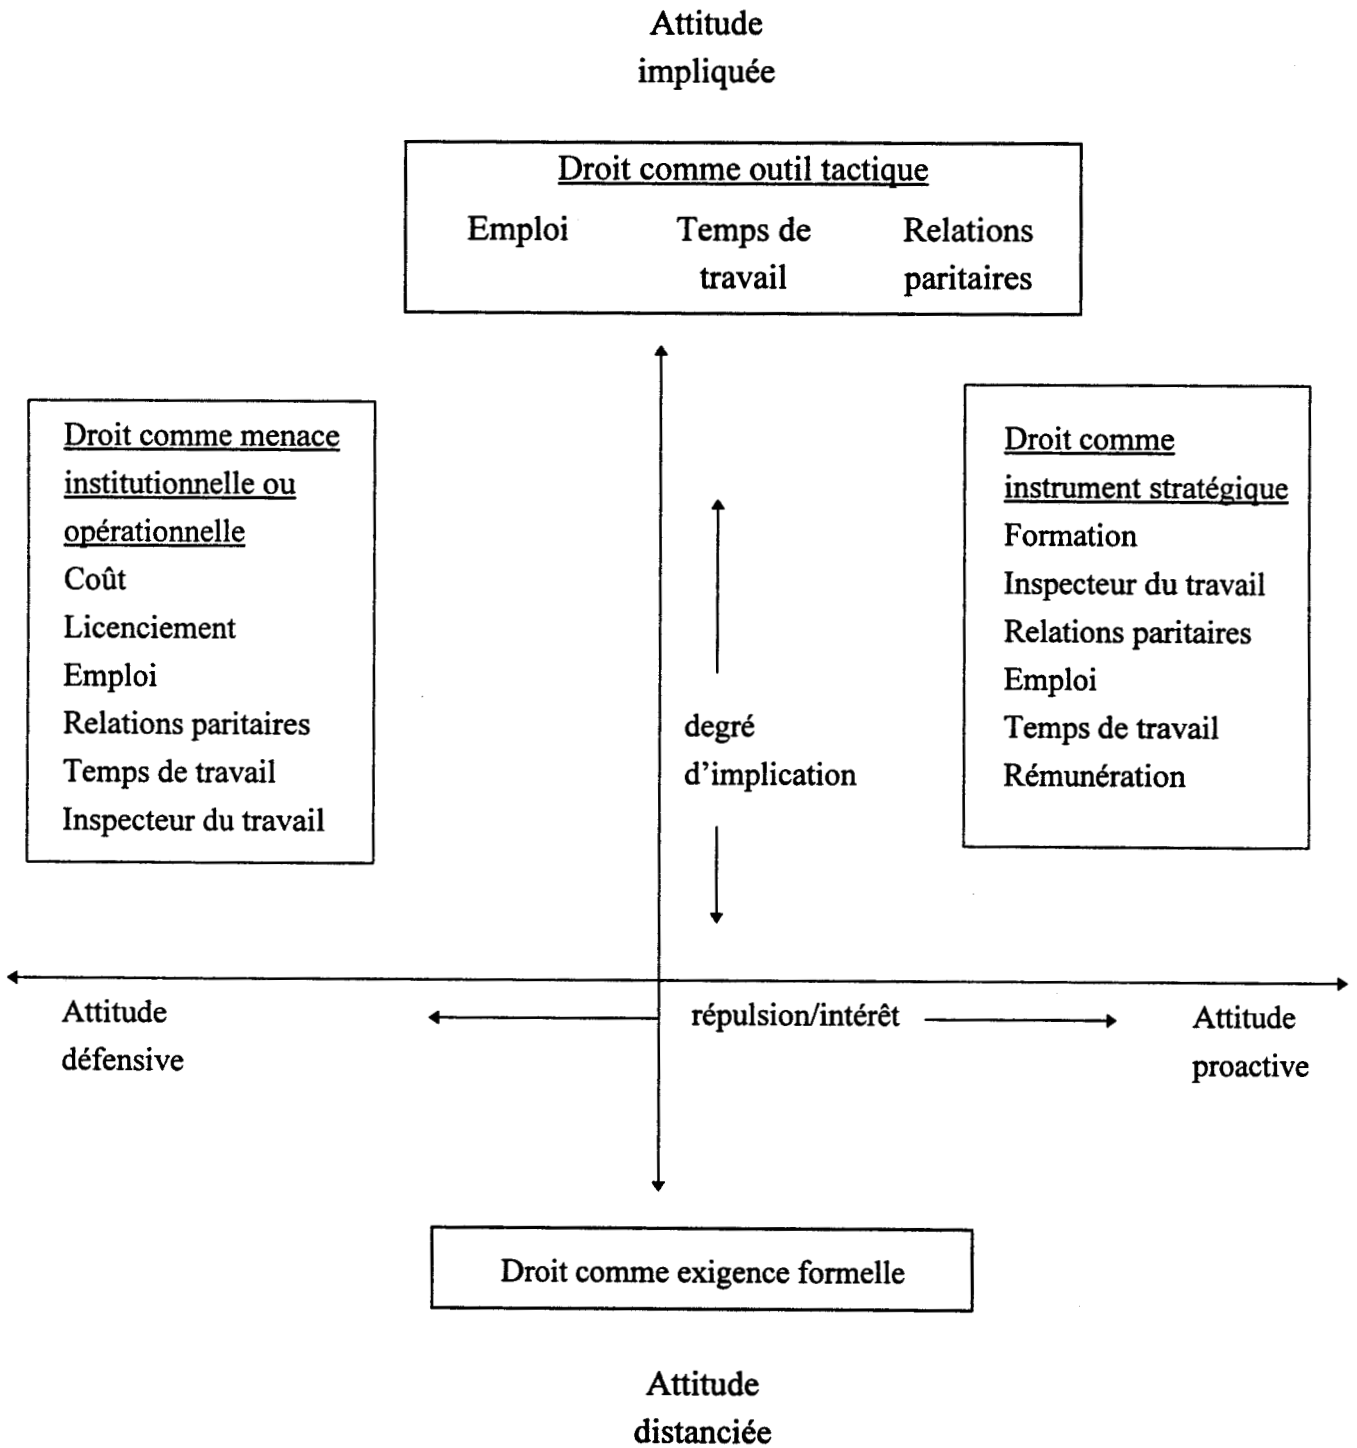 Attitude
impliquée
Droit comme outil tactique
Emploi
Temps de
travail
Relations
paritaires
Droit comme menace
institutionnelle ou
opérationnelle
Coût
Licenciement
Emploi
Relations paritaires
Temps de travail
Inspecteur du travail
degré
d'implication
Droit comme
instrument stratégique
Formation
Inspecteur du travail
Relations paritaires
Emploi
Temps de travail
Rémunération
Attitude
défensive
répulsion/intérêt
Attitude
proactive
Droit comme exigence formelle
Attitude
distanciée